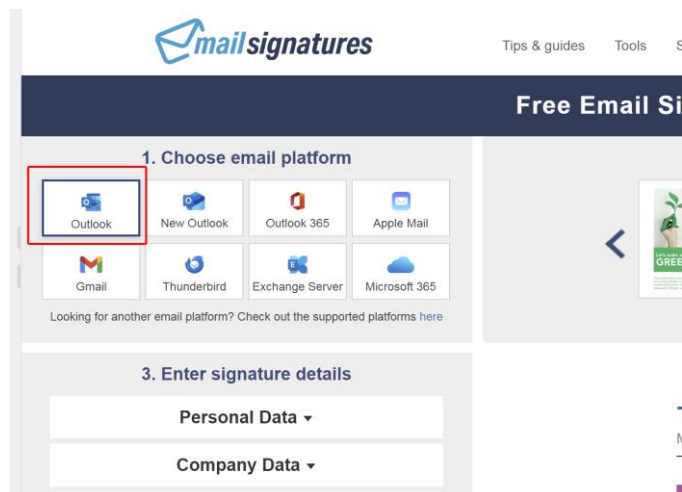 mailsignatures
Tips & guides Tools S
Free Email Si
1. Choose email platform
Outlook New Outlook Outlook 365 Apple Mail
Gmail Thunderbird Exchange Server Microsoft 365
Looking for another email platform? Check out the supported platforms here
GREE
3. Enter signature details
Personal Data
Company Data
M